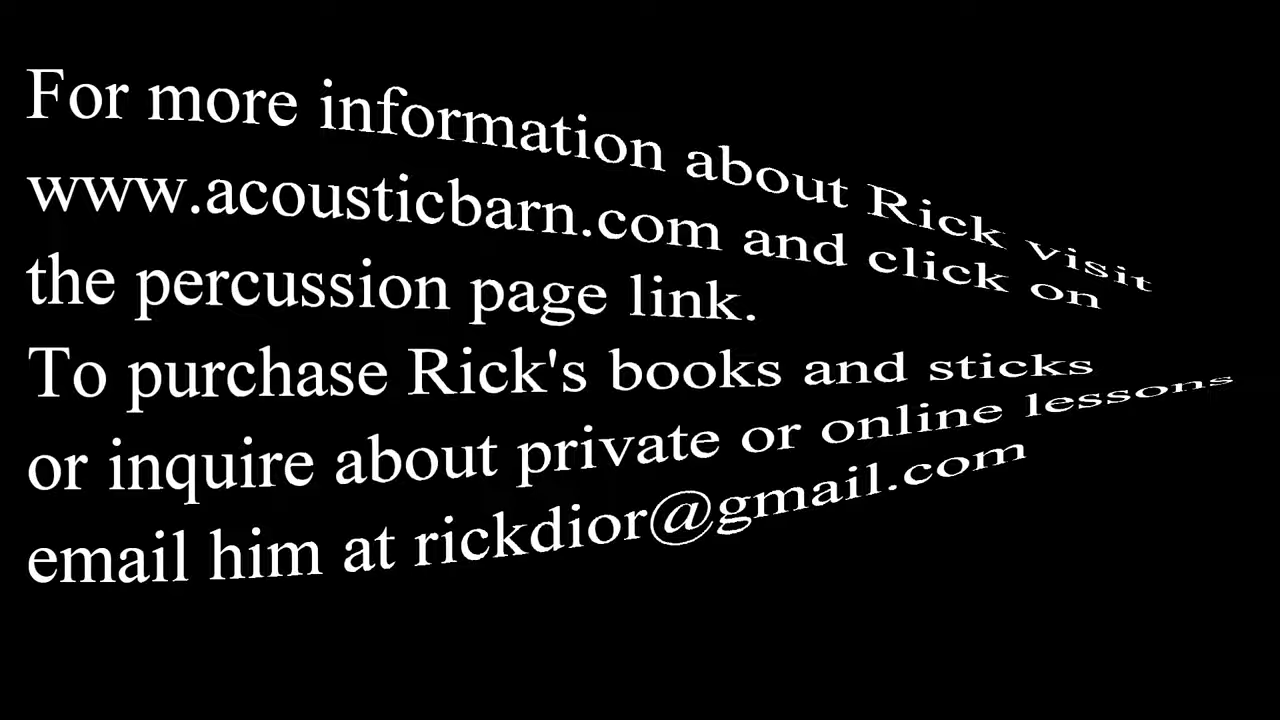 For more information about Rick visit
www.acousticbarn.com and click on
the percussion page link.
To purchase Rick's books and sticks
or inquire about private or online lessons
email him at rickdior@gmail.com